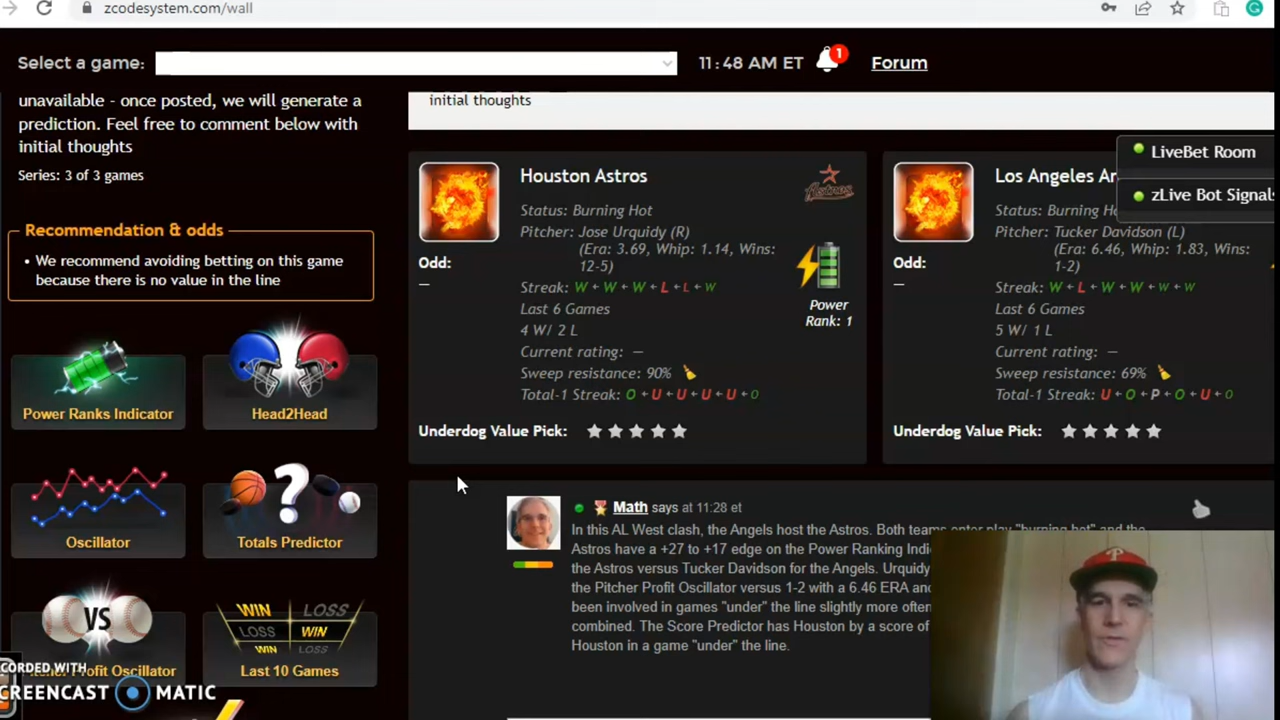 zcodesystem.com/wall
Select a game:
11:48 AM ET
1
Forum
unavailable - once posted, we will generate a
prediction. Feel free to comment below with
initial thoughts
Series: 3 of 3 games
Recommendation & odds
• We recommend avoiding betting on this game
because there is no value in the line
Power Ranks Indicator
Head2Head
Oscillator
Totals Predictor
VS
Profit Oscillator
WIN LOSS
LOSS WIN
WIN LOSS
Last 10 Games
CORDED WITH
CREENCAST MATIC
initial thoughts
Houston Astros
Astros
Status: Burning Hot
Pitcher: Jose Urquidy (R)
(Era: 3.69, Whip: 1.14, Wins:
12-5)
Odd:
—
Streak: W ← W ← W ← L ← L ← W
Last 6 Games
4 W/ 2 L
Power
Rank: 1
Current rating: —
Sweep resistance: 90%
Total-1 Streak: O ← U ← U ← U ← U ← O
Underdog Value Pick:
Los Angeles An
LiveBet Room
zLive Bot Signals
Status: Burning Ho
Pitcher: Tucker Davidson (L)
(Era: 6.46, Whip: 1.83, Wins:
1-2)
Odd:
—
Streak: W ← L ← W ← W ← W ← W
Last 6 Games
5 W/ 1 L
Current rating: —
Sweep resistance: 69%
Total-1 Streak: U ← O ← P ← O ← U ← O
Underdog Value Pick:
Math says at 11:28 et
In this AL West clash, the Angels host the Astros. Both teams enter play "burning hot" and the
Astros have a +27 to +17 edge on the Power Ranking Indi
the Astros versus Tucker Davidson for the Angels. Urquidy
the Pitcher Profit Oscillator versus 1-2 with a 6.46 ERA and
been involved in games "under" the line slightly more often
combined. The Score Predictor has Houston by a score of
Houston in a game "under" the line.
P